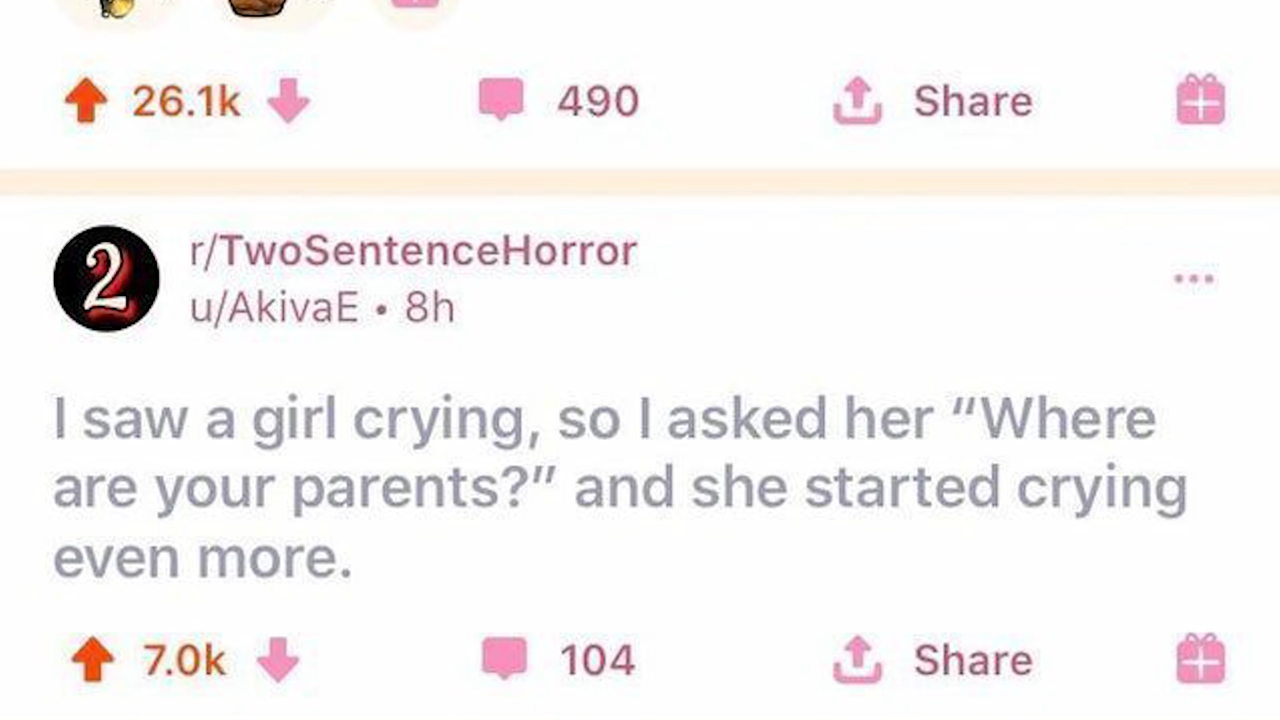 26.1k 490 Share
2 r/TwoSentenceHorror
u/AkivaE • 8h
I saw a girl crying, so I asked her “Where
are your parents?” and she started crying
even more.
7.0k 104 Share